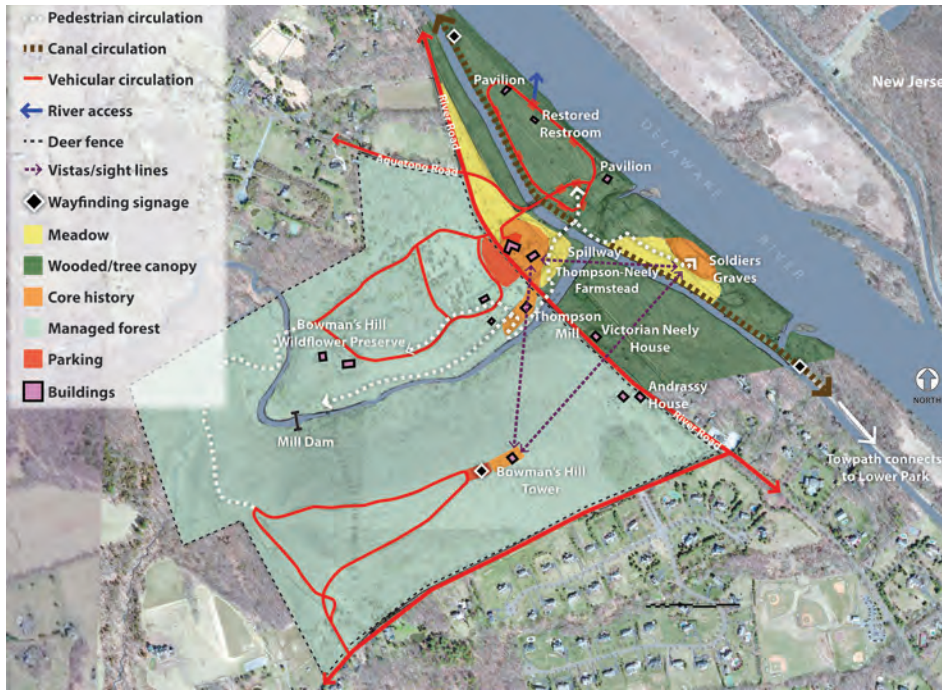 Pedestrian circulation
Canal circulation
Vehicular circulation
River access
Deer fence
Vistas/sight lines
Wayfinding signage
Meadow
Wooded/tree canopy
Core history
Managed forest
Parking
Buildings
New Jerse
Pavilion
Restored
Restroom
DELAWARE
RIVER
River Road
Aquetong Road
Pavilion
Spillway
Soldiers
Graves
Thompson-Neely
Farmstead
Thompson
Mill
Victorian Neely
House
Bowman's Hill
Wildflower Preserve
Andrassy
House
River Road
NORTH
Mill Dam
Bowman's Hill
Tower
Towpath connects
to Lower Park